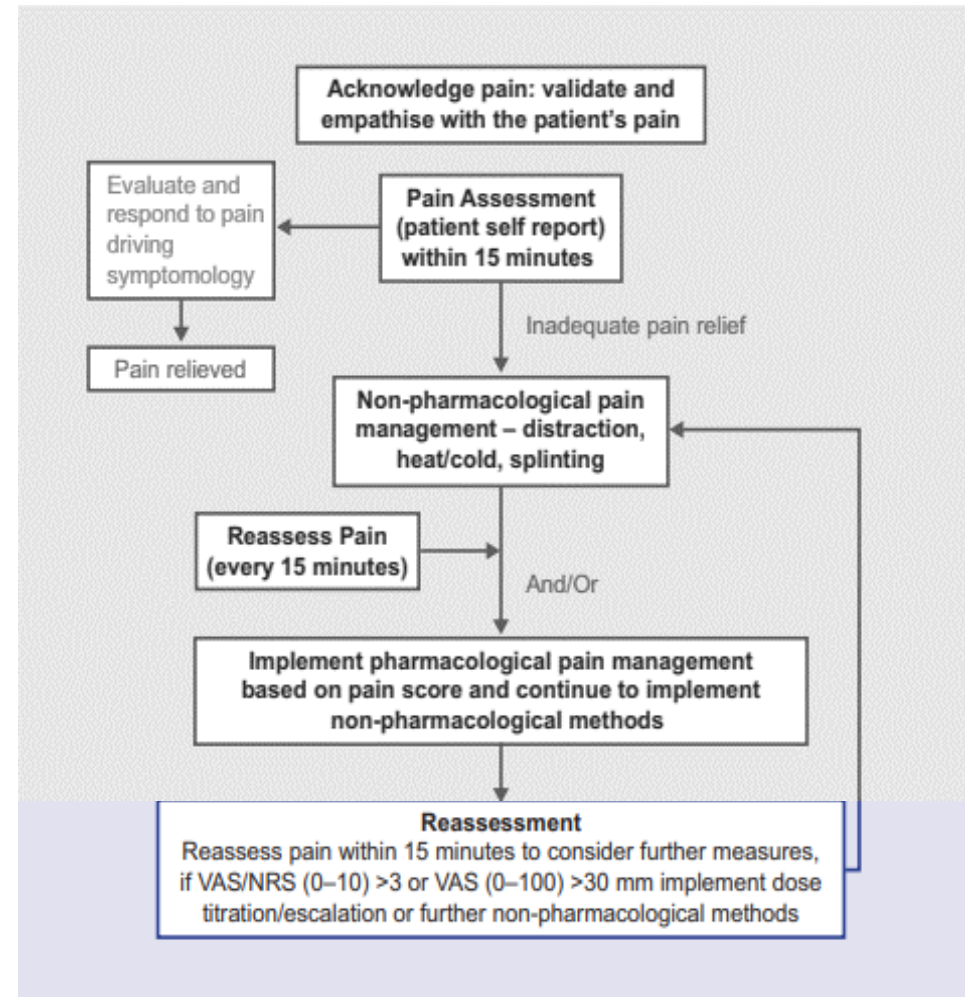 Acknowledge pain: validate and
empathise with the patient's pain
Evaluate and
respond to pain
driving
symptomology
Pain Assessment
(patient self report)
within 15 minutes
Inadequate pain relief
Pain relieved
Non-pharmacological pain
management – distraction,
heat/cold, splinting
Reassess Pain
(every 15 minutes)
And/Or
Implement pharmacological pain management
based on pain score and continue to implement
non-pharmacological methods
Reassessment
Reassess pain within 15 minutes to consider further measures,
if VAS/NRS (0–10) >3 or VAS (0–100) >30 mm implement dose
titration/escalation or further non-pharmacological methods